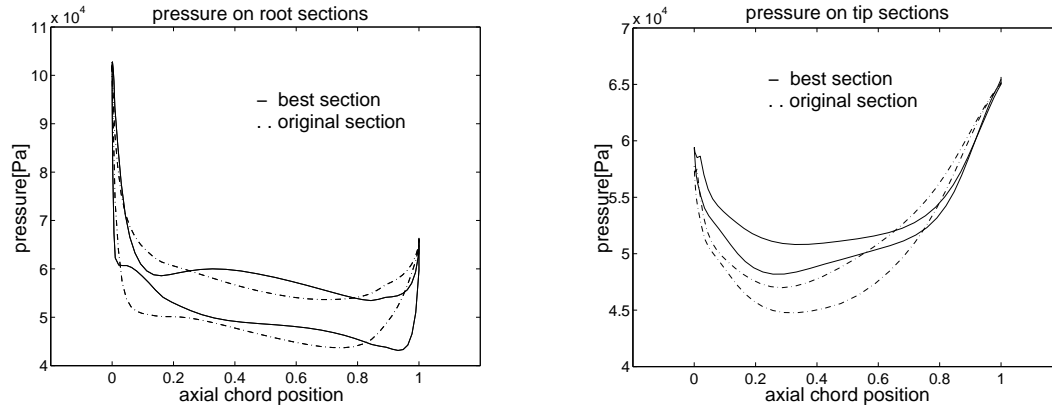 pressure on root sections
x 10 4
11
10
9
8
7
6
5
4
pressure[Pa]
– best section
. . original section
0 0.2 0.4 0.6 0.8 1
axial chord position
pressure on tip sections
x 10 4
7
6.5
6
5.5
5
4.5
4
pressure[Pa]
– best section
. . original section
0 0.2 0.4 0.6 0.8 1
axial chord position